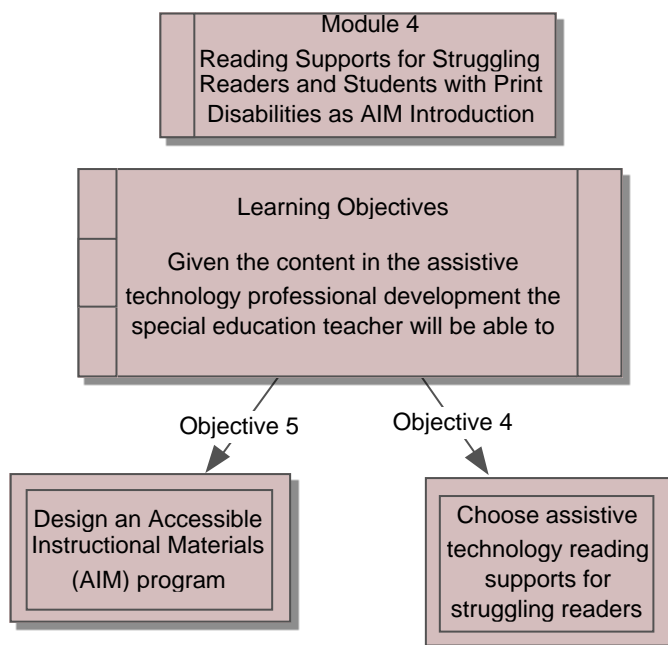 Module 4
Reading Supports for Struggling
Readers and Students with Print
Disabilities as AIM Introduction
Learning Objectives
Given the content in the assistive
technology professional development the
special education teacher will be able to
Objective 5
Objective 4
Design an Accessible
Instructional Materials
(AIM) program
Choose assistive
technology reading
supports for
struggling readers